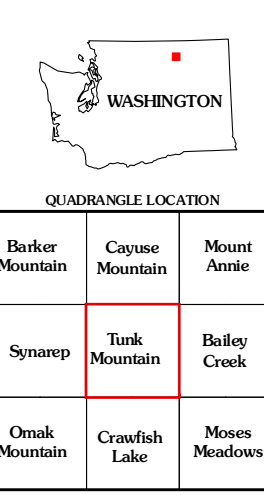 WASHINGTON
QUADRANGLE LOCATION
Barker
Mountain
Cayuse
Mountain
Mount
Annie
Synarep
Tunk
Mountain
Bailey
Creek
Omak
Mountain
Crawfish
Lake
Moses
Meadows